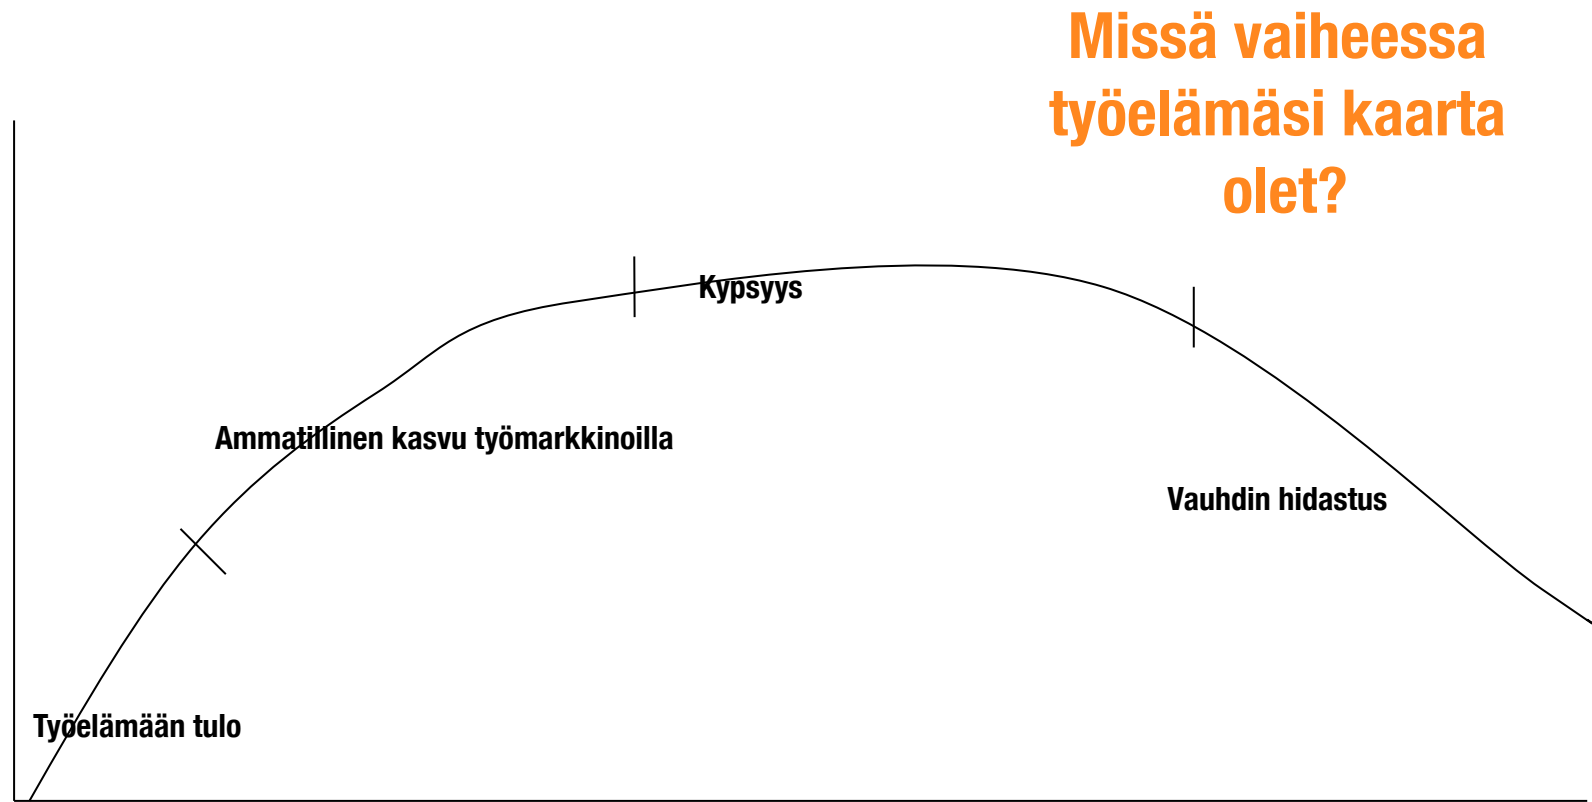 Missä vaiheessa
työelämäsi kaarta
olet?
Kypsyys
Ammatillinen kasvu työmarkkinoilla
Vauhdin hidastus
Työelämään tulo